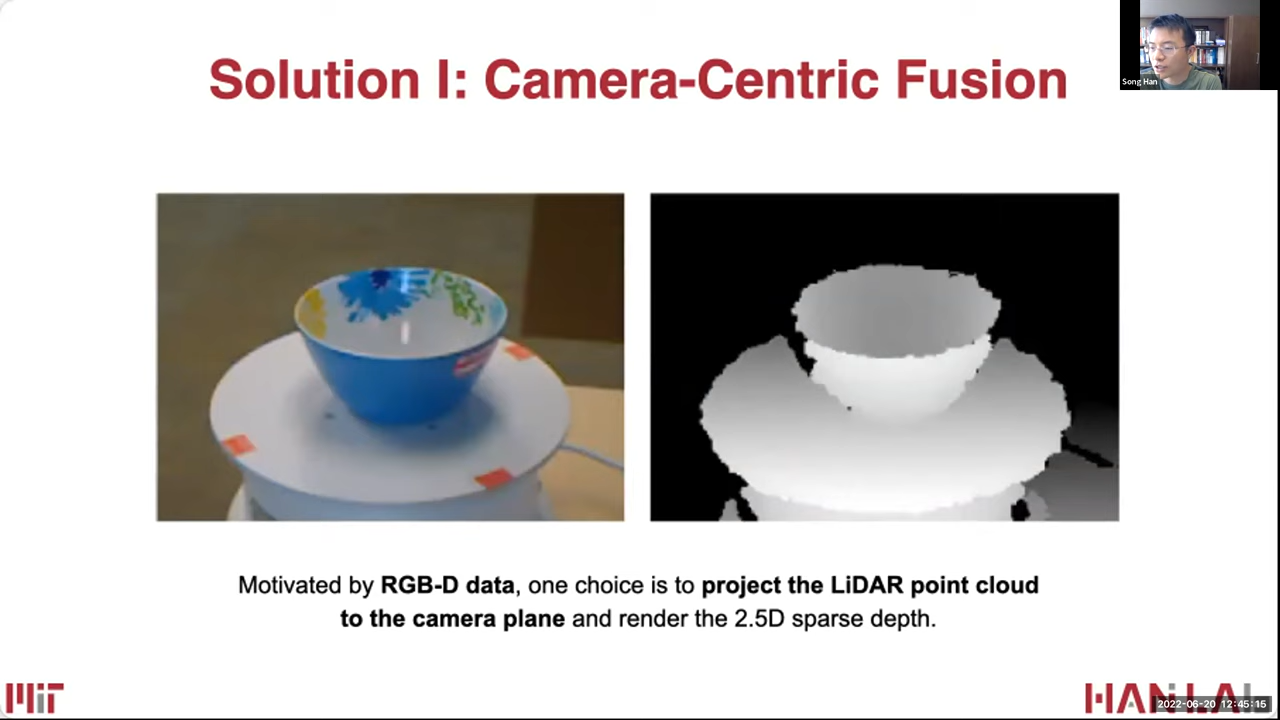 Solution I: Camera-Centric Fusion
Song Han
Motivated by RGB-D data, one choice is to project the LiDAR point cloud
to the camera plane and render the 2.5D sparse depth.
MIT
HAN LAB
2022-06-20 12:45:15